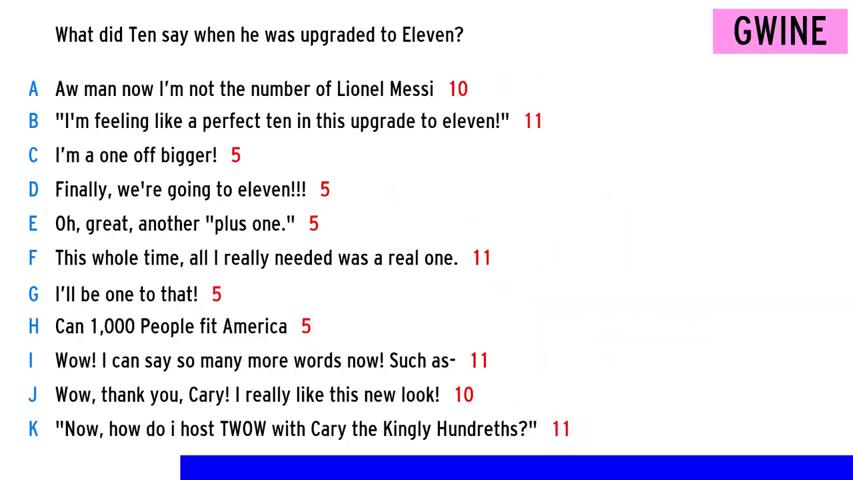 What did Ten say when he was upgraded to Eleven?
GWINE
A Aw man now I'm not the number of Lionel Messi 10
B "I'm feeling like a perfect ten in this upgrade to eleven!" 11
C I'm a one off bigger! 5
D Finally, we're going to eleven!!! 5
E Oh, great, another "plus one." 5
F This whole time, all I really needed was a real one. 11
G I'll be one to that! 5
H Can 1,000 People fit America 5
I Wow! I can say so many more words now! Such as- 11
J Wow, thank you, Cary! I really like this new look! 10
K "Now, how do i host TWOW with Cary the Kingly Hundreths?" 11